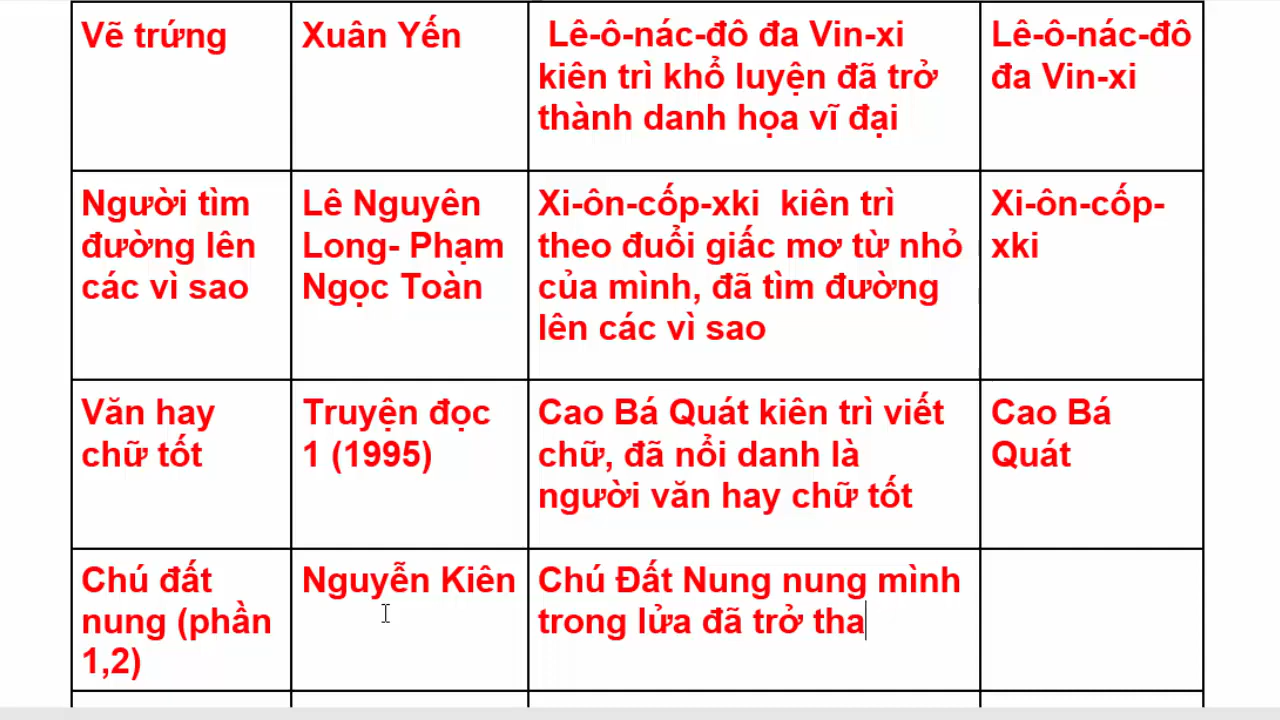 Vẽ trứng
Xuân Yến
Lê-ô-nác-đô đa Vin-xi
kiên trì khổ luyện đã trở
thành danh họa vĩ đại
Lê-ô-nác-đô
đa Vin-xi
Người tìm
đường lên
các vì sao
Lê Nguyên
Long- Phạm
Ngọc Toàn
Xi-ôn-cốp-xki kiên trì
theo đuổi giấc mơ từ nhỏ
của mình, đã tìm đường
lên các vì sao
Xi-ôn-cốp-
xki
Văn hay
chữ tốt
Truyện đọc
1 (1995)
Cao Bá Quát kiên trì viết
chữ, đã nổi danh là
người văn hay chữ tốt
Cao Bá
Quát
Chú đất
nung (phần
1,2)
Nguyễn Kiên
Chú Đất Nung nung mình
trong lửa đã trở tha